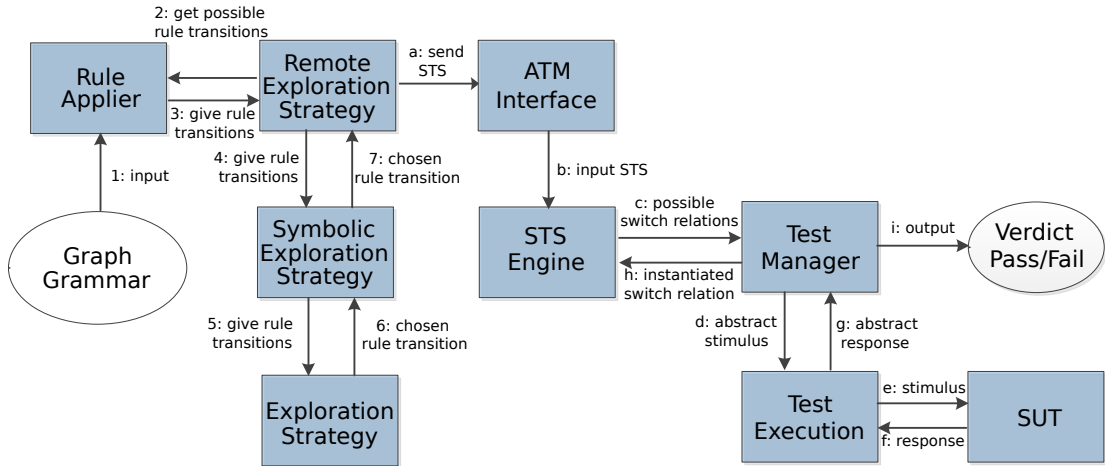 2: get possible
rule transitions
Rule
Applier
Remote
Exploration
Strategy
a: send
STS
ATM
Interface
3: give rule
transitions
1: input
4: give rule
transitions
7: chosen
rule transition
b: input STS
Graph
Grammar
Symbolic
Exploration
Strategy
STS
Engine
c: possible
switch relations
h: instantiated
switch relation
Test
Manager
i: output
Verdict
Pass/Fail
5: give rule
transitions
6: chosen
rule transition
d: abstract
stimulus
g: abstract
response
Exploration
Strategy
Test
Execution
e: stimulus
f: response
SUT